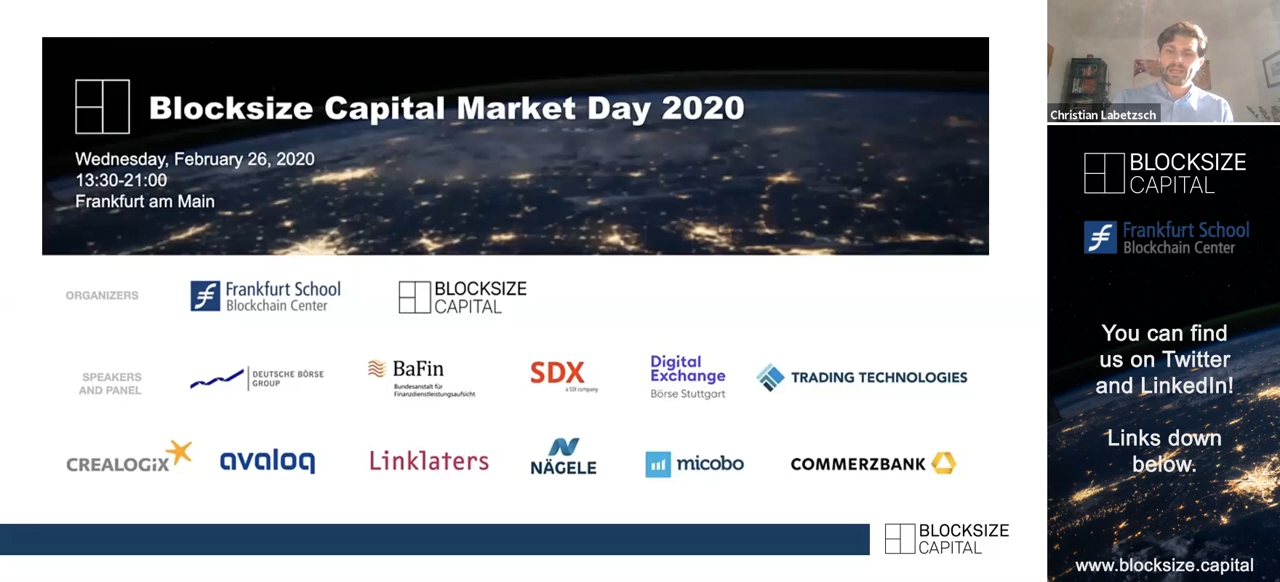 Blocksize Capital Market Day 2020
Wednesday, February 26, 2020
13:30-21:00
Frankfurt am Main
ORGANIZERS
Frankfurt School
Blockchain Center
BLOCKSIZE
CAPITAL
SPEAKERS
AND PANEL
DEUTSCHE BÖRSE
GROUP
BaFin
Bundesanstalt für
Finanzdienstleistungsaufsicht
SDX
a SIX company
Digital
Exchange
Börse Stuttgart
TRADING TECHNOLOGIES
CREALOGIX
avaloq
Linklaters
NÄGELE
micobo
COMMERZBANK
BLOCKSIZE
CAPITAL
Christian Labetzsch
BLOCKSIZE
CAPITAL
Frankfurt School
Blockchain Center
You can find
us on Twitter
and LinkedIn!
Links down
below.
www.blocksize.capital